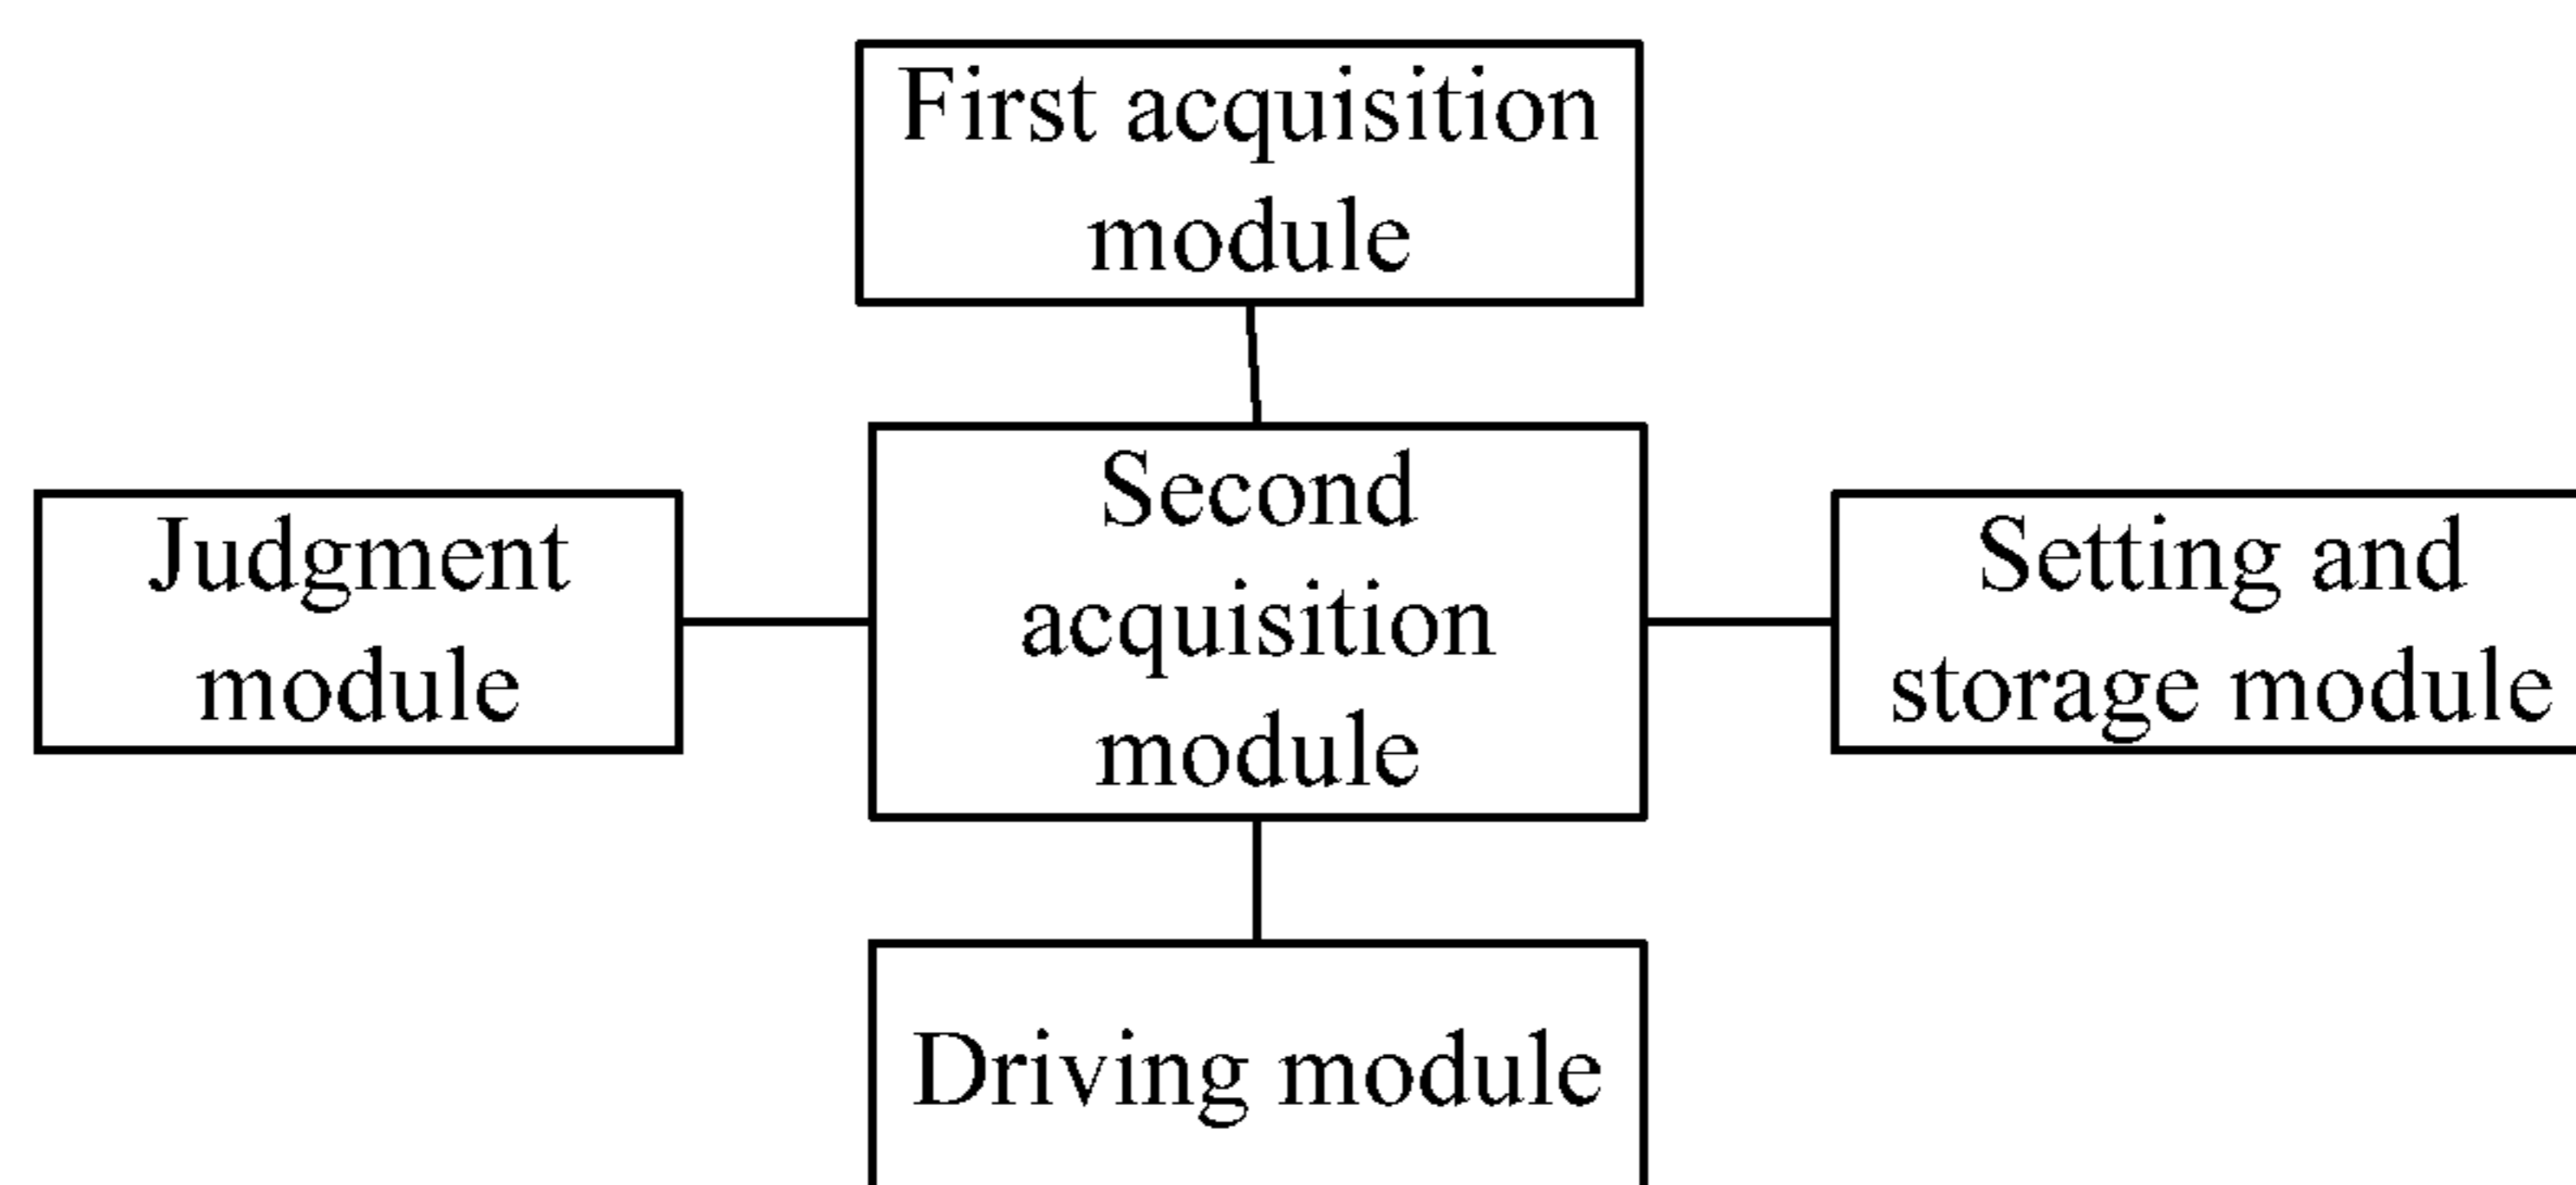 First acquisition
module
Second
acquisition
module
Judgment
module
Setting and
storage module
Driving module